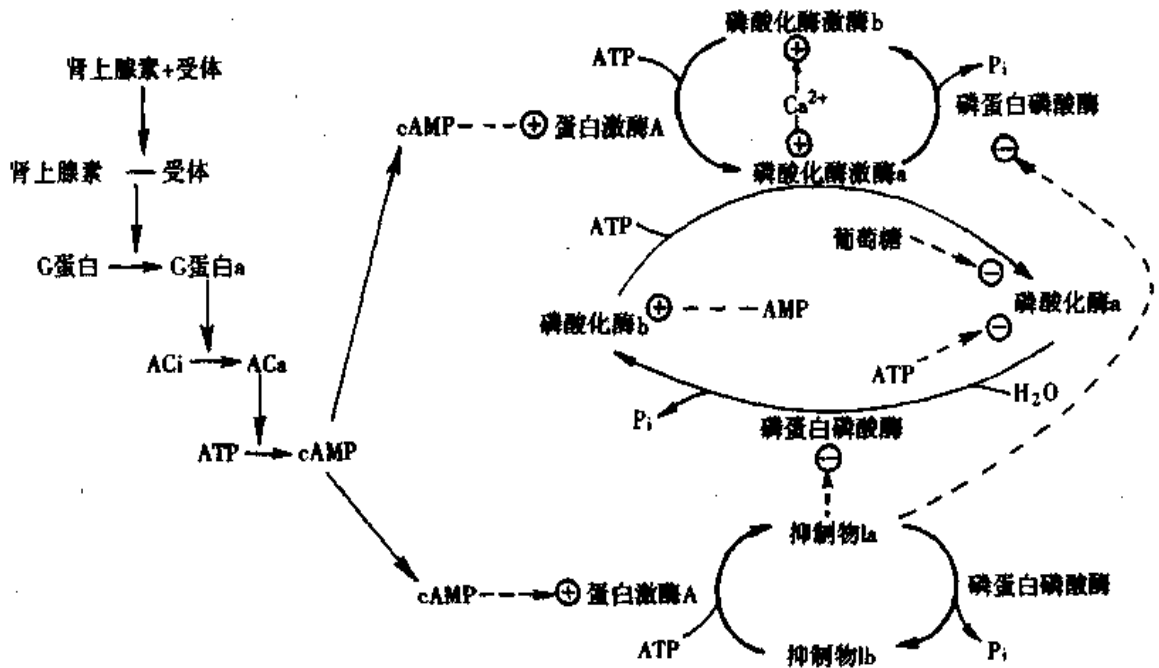 肾上腺素+受体
肾上腺素 — 受体
G蛋白
G蛋白a
ACi
ACa
ATP
cAMP
cAMP
+
蛋白激酶A
磷酸化酶激酶b
ATP
+
Ca²⁺
+
Pi
磷蛋白磷酸酶
−
磷酸化酶激酶a
ATP
葡萄糖
−
磷酸化酶a
磷酸化酶b
+
AMP
−
ATP
H₂O
Pi
磷蛋白磷酸酶
−
抑制物Ia
cAMP
+
蛋白激酶A
磷蛋白磷酸酶
ATP
抑制物Ib
Pi